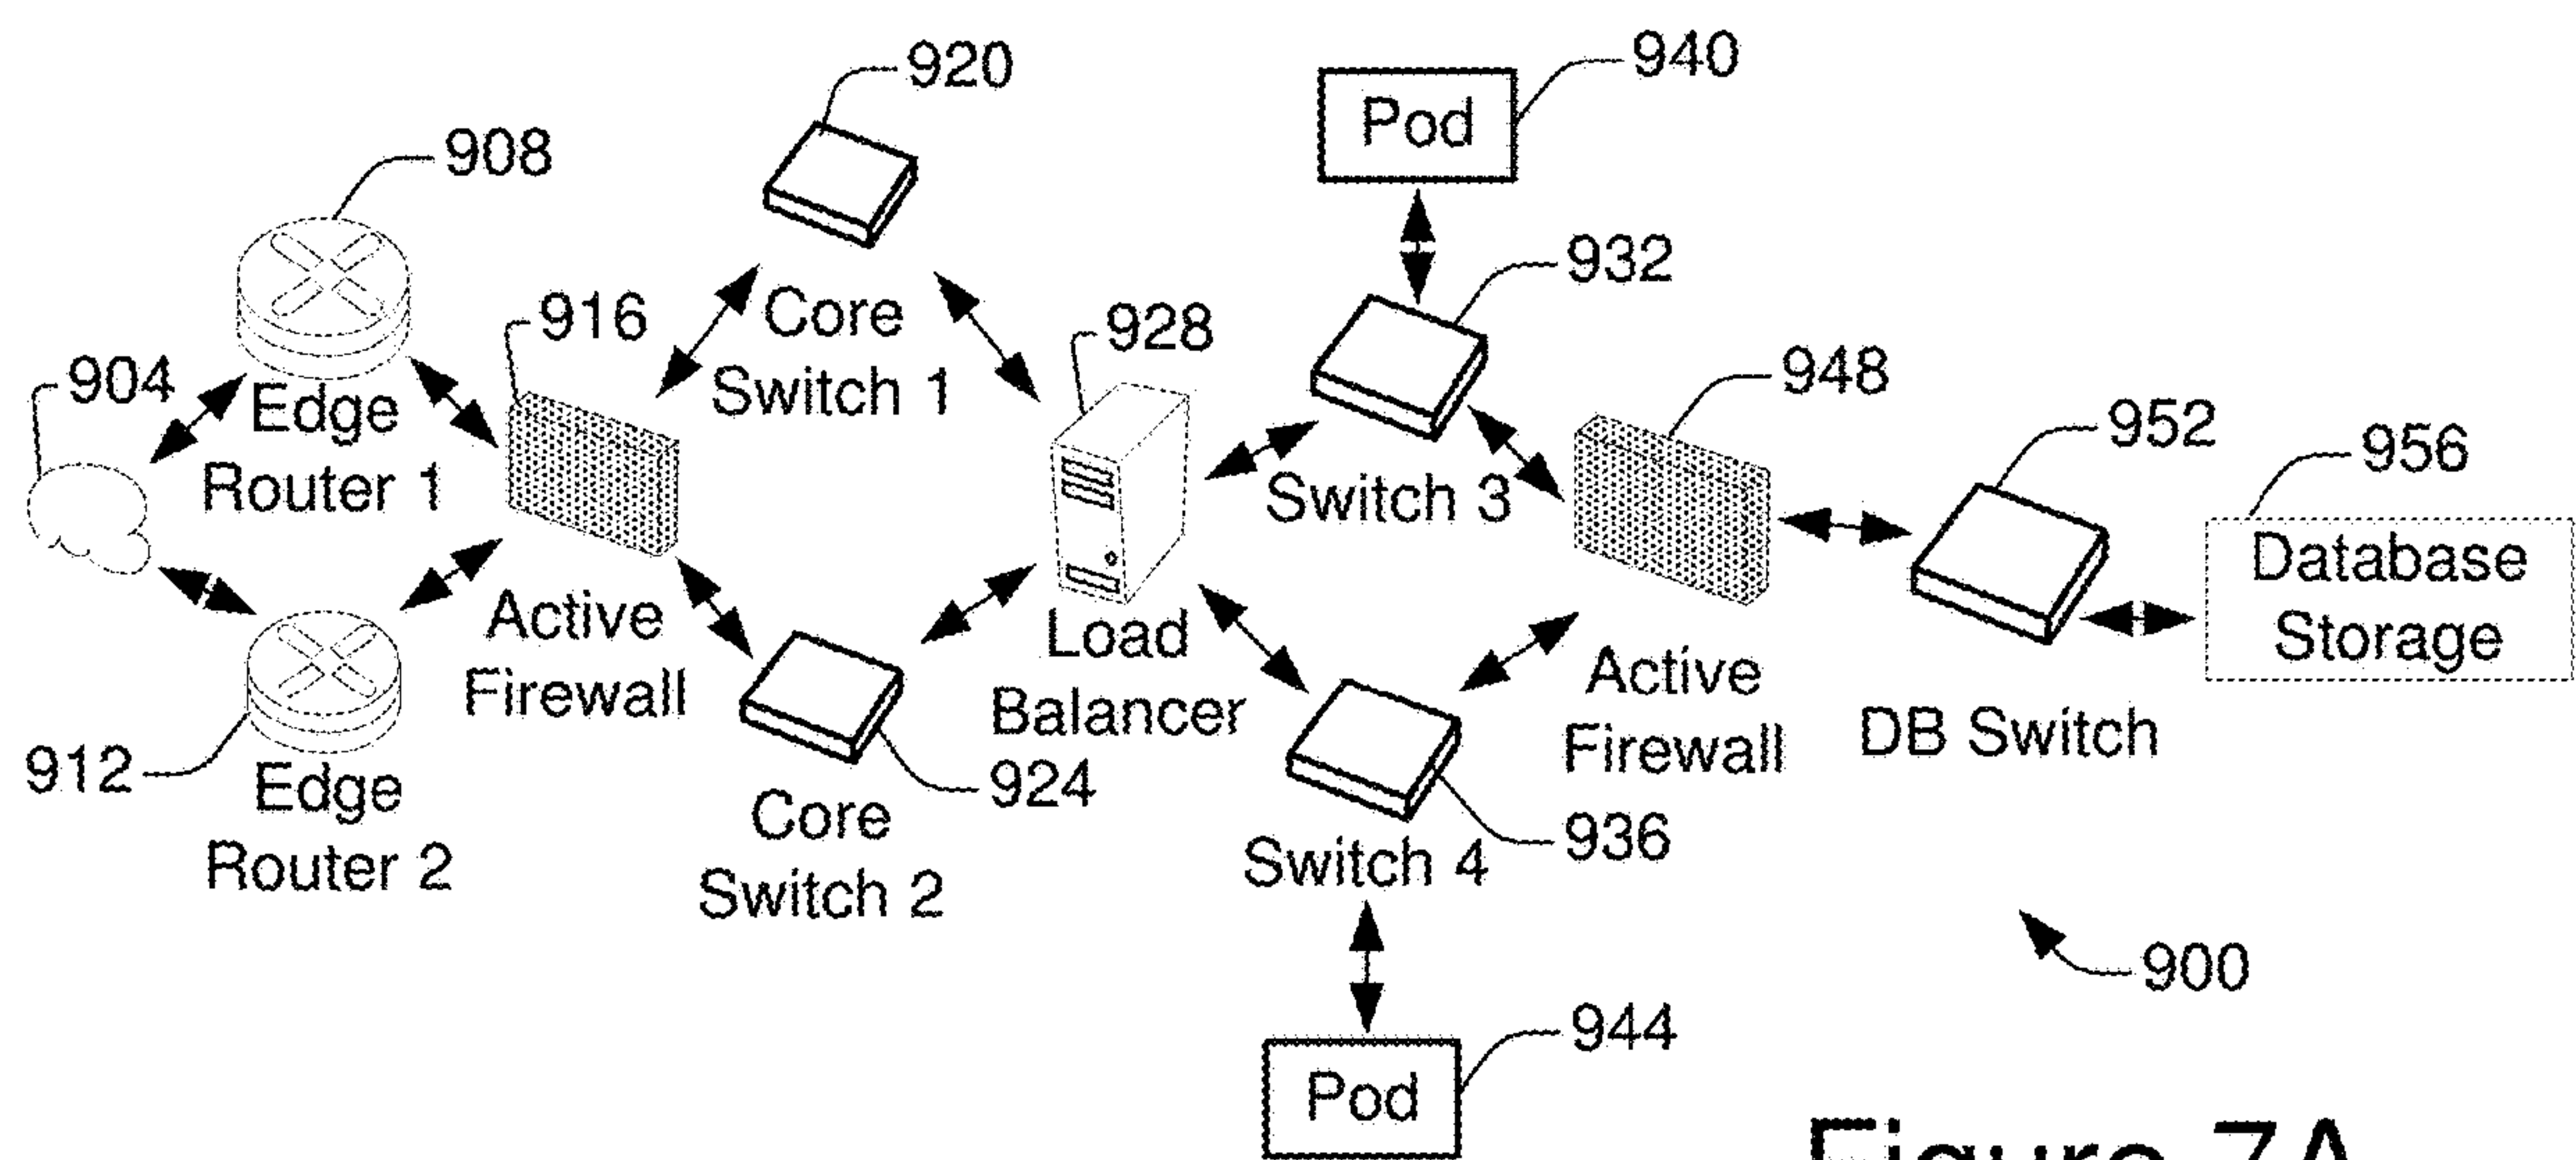 920
940
Pod
908
932
916
Core
Switch 1
928
948
904
Edge
Router 1
952
956
Switch 3
Database
Storage
Active
Firewall
Load
Balancer
Active
Firewall
DB Switch
912
Edge
Router 2
924
Core
Switch 2
936
Switch 4
900
944
Pod
Figure 7A